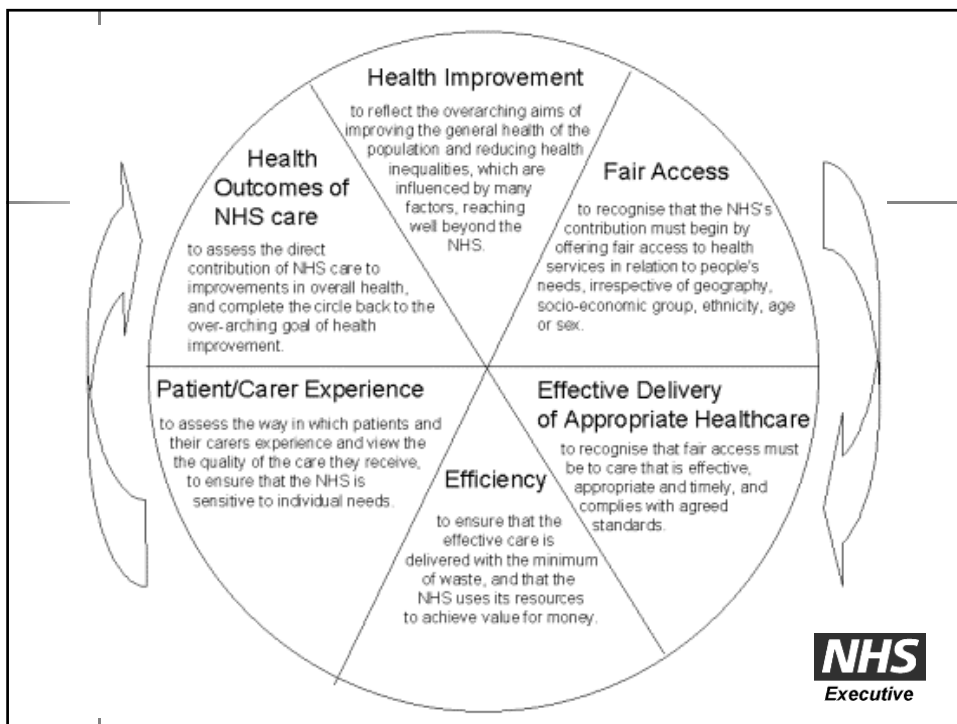 Health Improvement
to reflect the overarching aims of
improving the general health of the
population and reducing health
inequalities, which are
influenced by many
factors, reaching
well beyond the
NHS.
Fair Access
to recognise that the NHS's
contribution must begin by
offering fair access to health
services in relation to people's
needs, irrespective of geography,
socio-economic group, ethnicity, age
or sex.
Effective Delivery
of Appropriate Healthcare
to recognise that fair access must
be to care that is effective,
appropriate and timely, and
complies with agreed
standards.
Efficiency
to ensure that the
effective care is
delivered with the minimum
of waste, and that the
NHS uses its resources
to achieve value for money.
Patient/Carer Experience
to assess the way in which patients and
their carers experience and view the
the quality of the care they receive,
to ensure that the NHS is
sensitive to individual needs.
Health
Outcomes of
NHS care
to assess the direct
contribution of NHS care to
improvements in overall health,
and complete the circle back to the
over-arching goal of health
improvement.
NHS
Executive